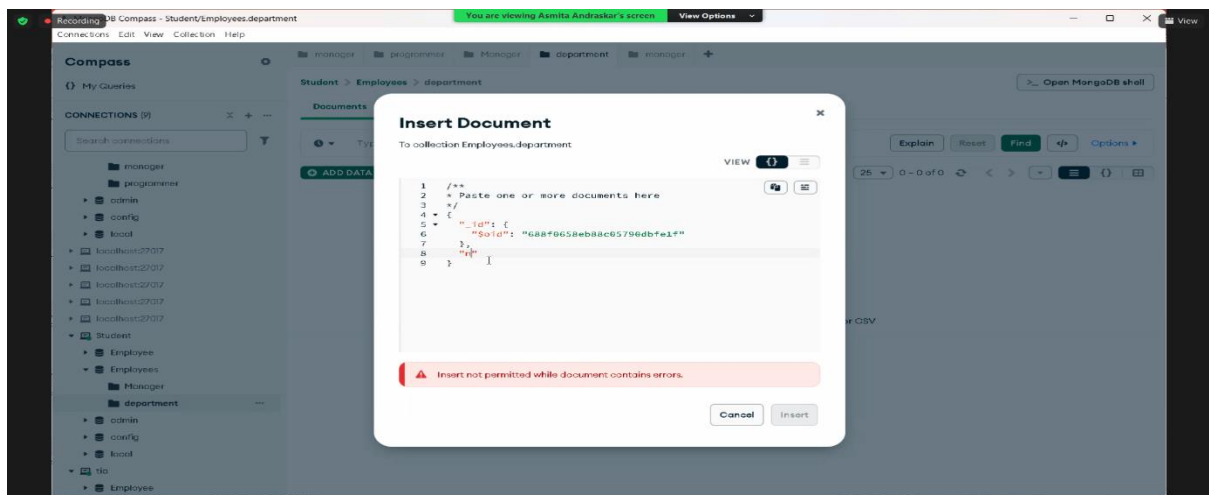 Recording DB Compass - Student/Employees.department
You are viewing Asmita Andraskar's screen View Options
View
Connections Edit View Collection Help
Compass
manager programmer Manager department manager
{} My Queries
Student > Employees > department
>_ Open MongoDB shell
CONNECTIONS (9)
Documents
Search connections
Explain Reset Find </> Options
ADD DATA
25 0 – 0 of 0
manager
programmer
admin
config
local
localhost:27017
localhost:27017
localhost:27017
localhost:27017
localhost:27017
Student
Employee
Employees
Manager
department
admin
config
local
tia
Employee
or CSV
Insert Document
To collection Employees.department
VIEW {}
1 /**
2 * Paste one or more documents here
3 */
4 {
5 "_id": {
6 "$oid": "688f0658eb88c05790dbfe1f"
7 },
8 "n"
9 }
Insert not permitted while document contains errors.
Cancel Insert